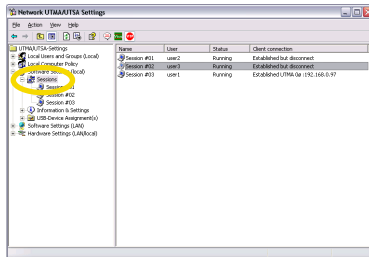 Network UTMA/UTSA Settings
File Action View Help
UTMA/UTSA-Settings
Local Users and Groups (Local)
Local Computer Policy
Software Settings (local)
Sessions
Session #01
Session #02
Session #03
Information & Settings
USB-Device Assignment(s)
Software Settings (LAN)
Hardware Settings (LAN/local)
Name User Status Client connection
Session #01 user2 Running Established but disconnect
Session #02 user3 Running Established but disconnect
Session #03 user1 Running Established UTMA @ :192.168.0.97